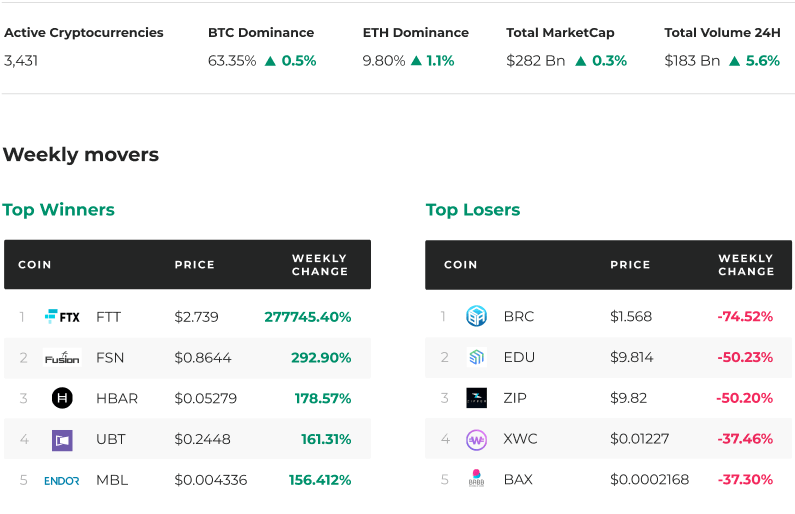 Active Cryptocurrencies BTC Dominance ETH Dominance Total MarketCap Total Volume 24H
3,431 63.35% ▲ 0.5% 9.80% ▲ 1.1% $282 Bn ▲ 0.3% $183 Bn ▲ 5.6%
Weekly movers
Top Winners
COIN PRICE WEEKLY CHANGE
1 FTX FTT $2.739 277745.40%
2 Fusion FSN $0.8644 292.90%
3 H HBAR $0.05279 178.57%
4 UBT $0.2448 161.31%
5 ENDOR MBL $0.004336 156.412%
Top Losers
COIN PRICE WEEKLY CHANGE
1 BRC $1.568 -74.52%
2 EDU $9.814 -50.23%
3 ZIP $9.82 -50.20%
4 XWC $0.01227 -37.46%
5 BABB BAX $0.0002168 -37.30%